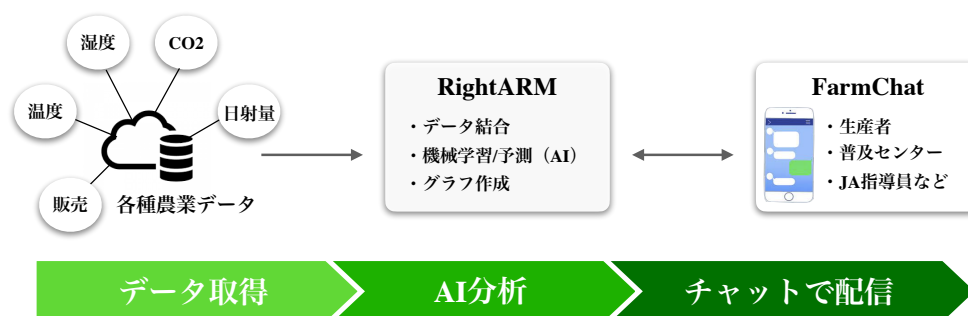 湿度
CO2
温度
日射量
販売
各種農業データ
RightARM
・データ結合
・機械学習/予測（AI）
・グラフ作成
FarmChat
・生産者
・普及センター
・JA指導員など
データ取得
AI分析
チャットで配信